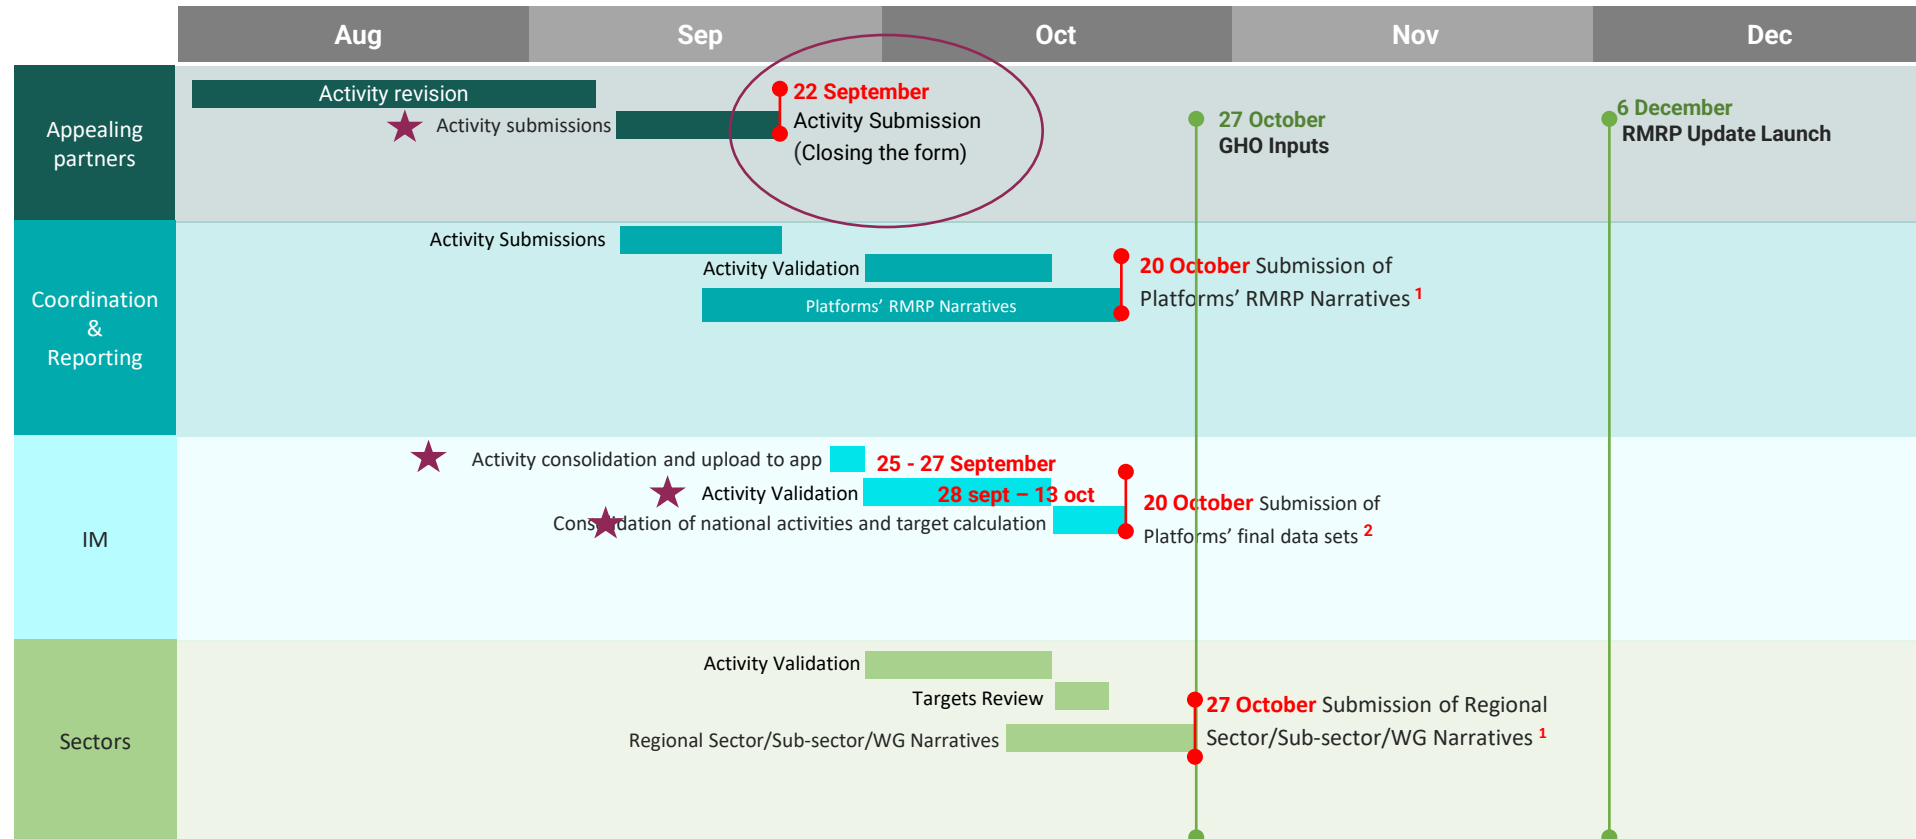 Aug
Sep
Oct
Nov
Dec
Appealing
partners
Activity revision
Activity submissions
22 September
Activity Submission
(Closing the form)
27 October
GHO Inputs
6 December
RMRP Update Launch
Coordination
&
Reporting
Activity Submissions
Activity Validation
Platforms’ RMRP Narratives
20 October Submission of
Platforms’ RMRP Narratives 1
IM
Activity consolidation and upload to app
25 - 27 September
Activity Validation
28 sept – 13 oct
of national activities and target calculation
20 October Submission of
Platforms’ final data sets 2
Sectors
Activity Validation
Targets Review
Regional Sector/Sub-sector/WG Narratives
27 October Submission of Regional
Sector/Sub-sector/WG Narratives 1